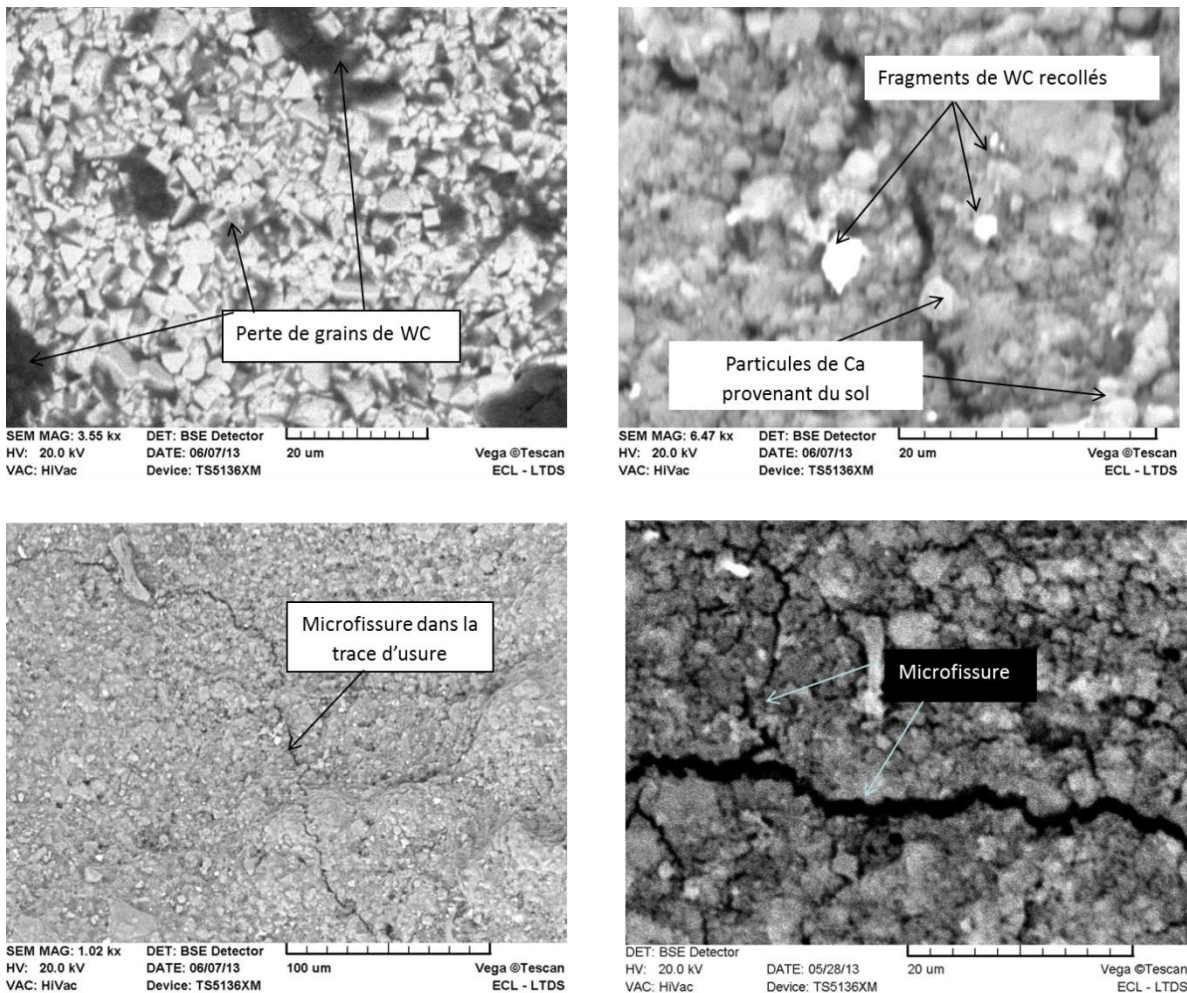 Perte de grains de WC
SEM MAG: 3.55 kx DET: BSE Detector
HV: 20.0 kV DATE: 06/07/13 20 um Vega ©Tescan
VAC: HiVac Device: TS5136XM ECL - LTDS
Fragments de WC recollés
Particules de Ca
provenant du sol
SEM MAG: 6.47 kx DET: BSE Detector
HV: 20.0 kV DATE: 06/07/13 20 um Vega ©Tescan
VAC: HiVac Device: TS5136XM ECL - LTDS
Microfissure dans la
trace d’usure
SEM MAG: 1.02 kx DET: BSE Detector
HV: 20.0 kV DATE: 06/07/13 100 um Vega ©Tescan
VAC: HiVac Device: TS5136XM ECL - LTDS
Microfissure
DET: BSE Detector
HV: 20.0 kV DATE: 05/28/13 20 um Vega ©Tescan
VAC: HiVac Device: TS5136XM ECL - LTDS